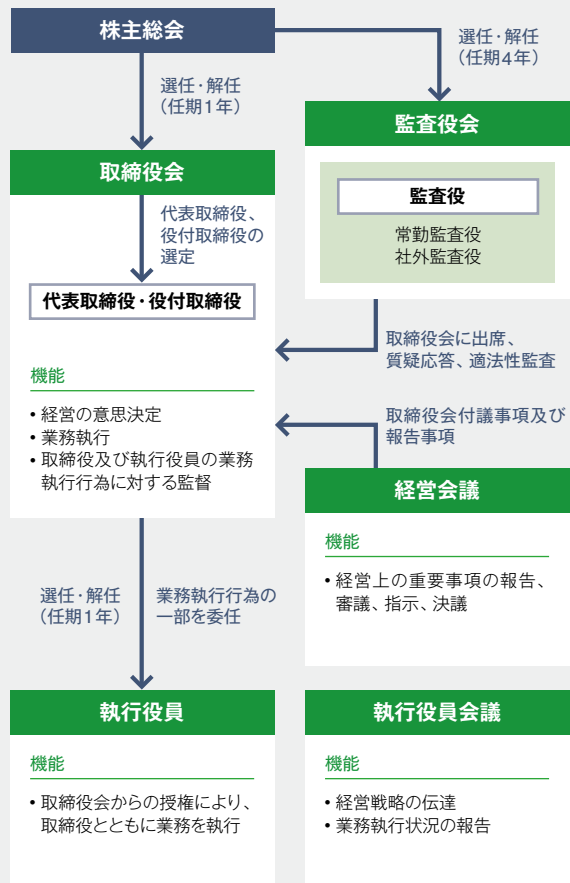 株主総会
選任・解任
(任期4年)
選任・解任
(任期1年)
監査役会
監査役
常勤監査役
社外監査役
取締役会
代表取締役、
役付取締役の
選定
代表取締役・役付取締役
取締役会に出席、
質疑応答、適法性監査
機能
• 経営の意思決定
• 業務執行
• 取締役及び執行役員の業務
執行行為に対する監督
取締役会付議事項及び
報告事項
経営会議
機能
• 経営上の重要事項の報告、
審議、指示、決議
選任・解任
(任期1年)
業務執行行為の
一部を委任
執行役員
機能
• 取締役会からの授権により、
取締役とともに業務を執行
執行役員会議
機能
• 経営戦略の伝達
• 業務執行状況の報告